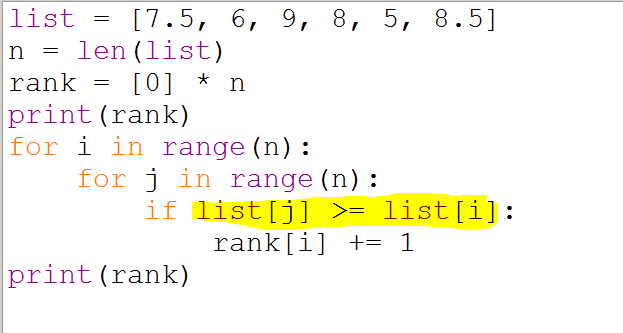 list = [7.5, 6, 9, 8, 5, 8.5]
n = len(list)
rank = [0] * n
print(rank)
for i in range(n):
    for j in range(n):
        if list[j] >= list[i]:
            rank[i] += 1
print(rank)